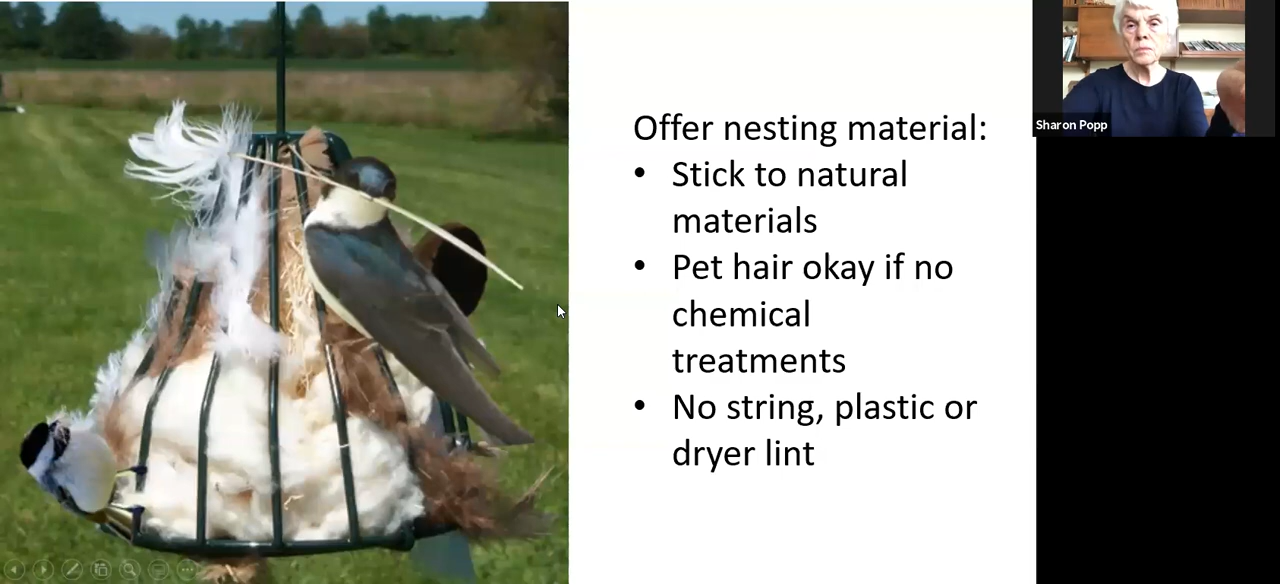 Offer nesting material:
• Stick to natural
materials
• Pet hair okay if no
chemical
treatments
• No string, plastic or
dryer lint
Sharon Popp